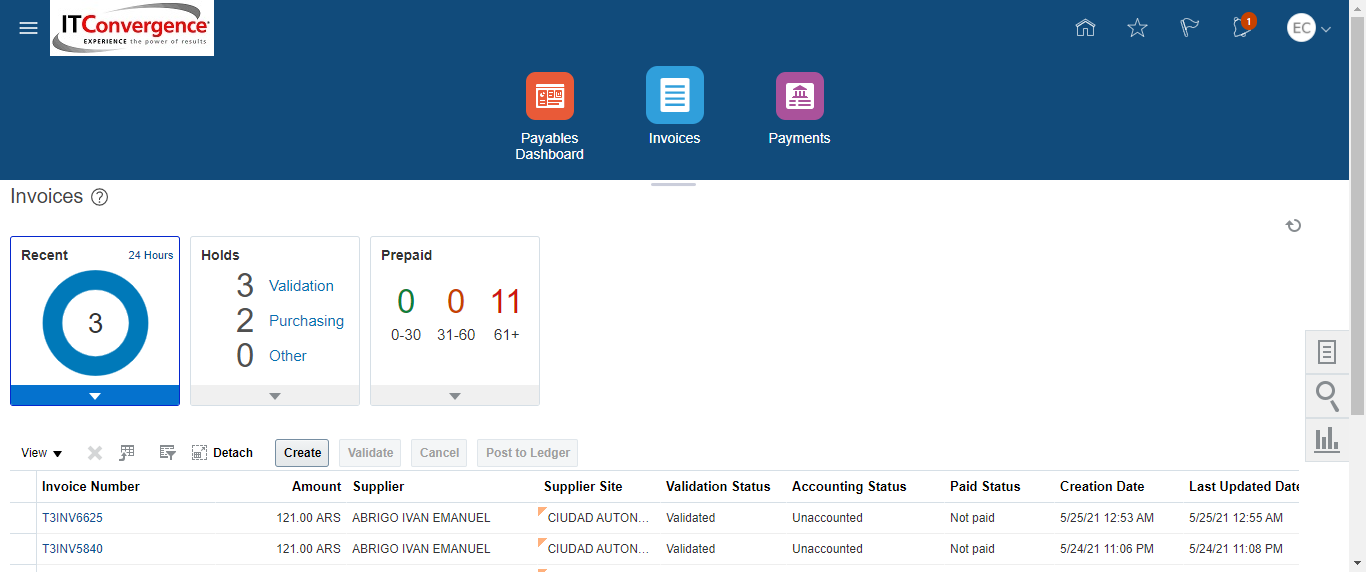 ITConvergence
EXPERIENCE the power of results
1
EC
Payables
Dashboard
Invoices
Payments
Invoices ?
Recent 24 Hours
3
Holds
3 Validation
2 Purchasing
0 Other
Prepaid
0 0 11
0-30 31-60 61+
View Detach Create Validate Cancel Post to Ledger
Invoice Number Amount Supplier Supplier Site Validation Status Accounting Status Paid Status Creation Date Last Updated Date
T3INV6625 121.00 ARS ABRIGO IVAN EMANUEL CIUDAD AUTON... Validated Unaccounted Not paid 5/25/21 12:53 AM 5/25/21 12:55 AM
T3INV5840 121.00 ARS ABRIGO IVAN EMANUEL CIUDAD AUTON... Validated Unaccounted Not paid 5/24/21 11:06 PM 5/24/21 11:08 PM